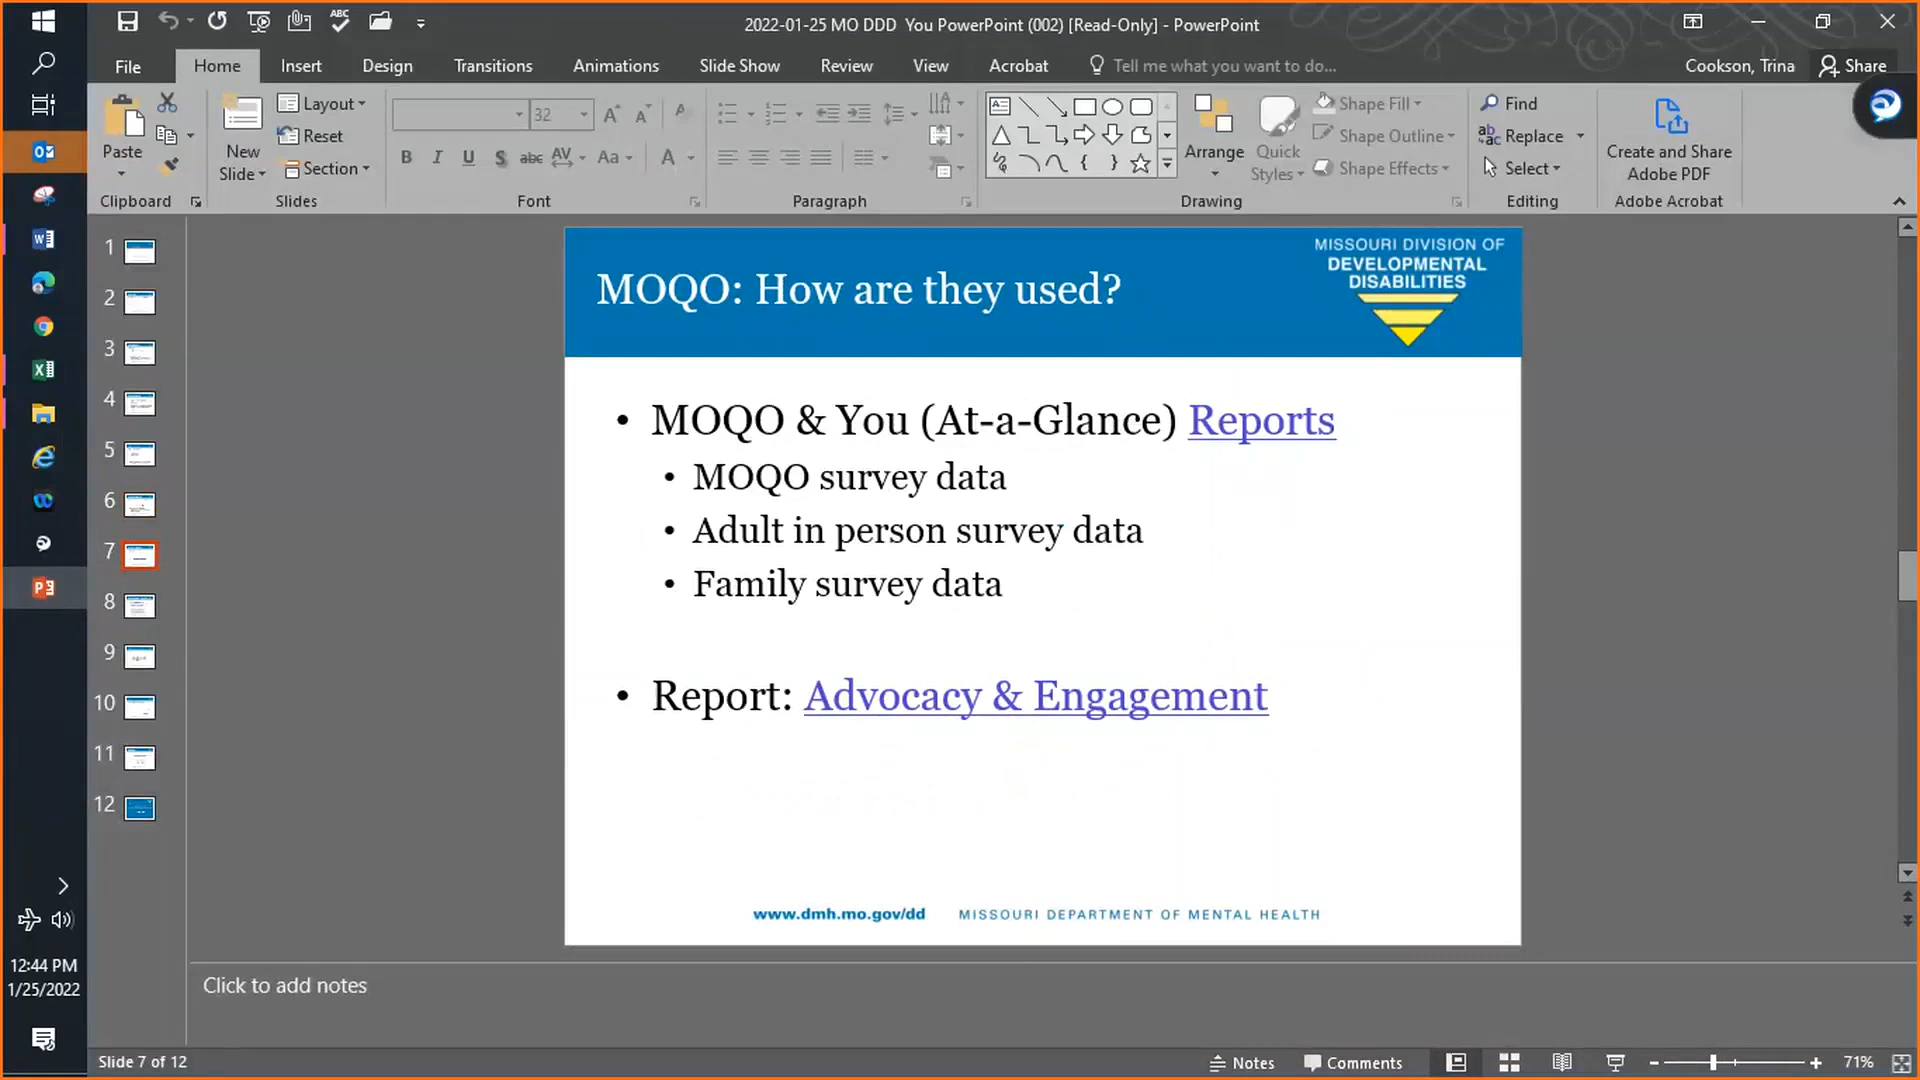 2022-01-25 MO DDD  You PowerPoint (002) [Read-Only] - PowerPoint
File
Home
Insert
Design
Transitions
Animations
Slide Show
Review
View
Acrobat
Tell me what you want to do...
Cookson, Trina
Share
Paste
Clipboard
New
Slide
Layout
Reset
Section
Slides
32
B I U S abc AV Aa A
Font
Paragraph
Arrange
Quick
Styles
Shape Fill
Shape Outline
Shape Effects
Drawing
Find
Replace
Select
Editing
Create and Share
Adobe PDF
Adobe Acrobat
1
2
3
4
5
6
7
8
9
10
11
12
MOQO: How are they used?
MISSOURI DIVISION OF
DEVELOPMENTAL
DISABILITIES
• MOQO & You (At-a-Glance) Reports
• MOQO survey data
• Adult in person survey data
• Family survey data
• Report: Advocacy & Engagement
www.dmh.mo.gov/dd MISSOURI DEPARTMENT OF MENTAL HEALTH
Click to add notes
12:44 PM
1/25/2022
Slide 7 of 12
Notes
Comments
71%